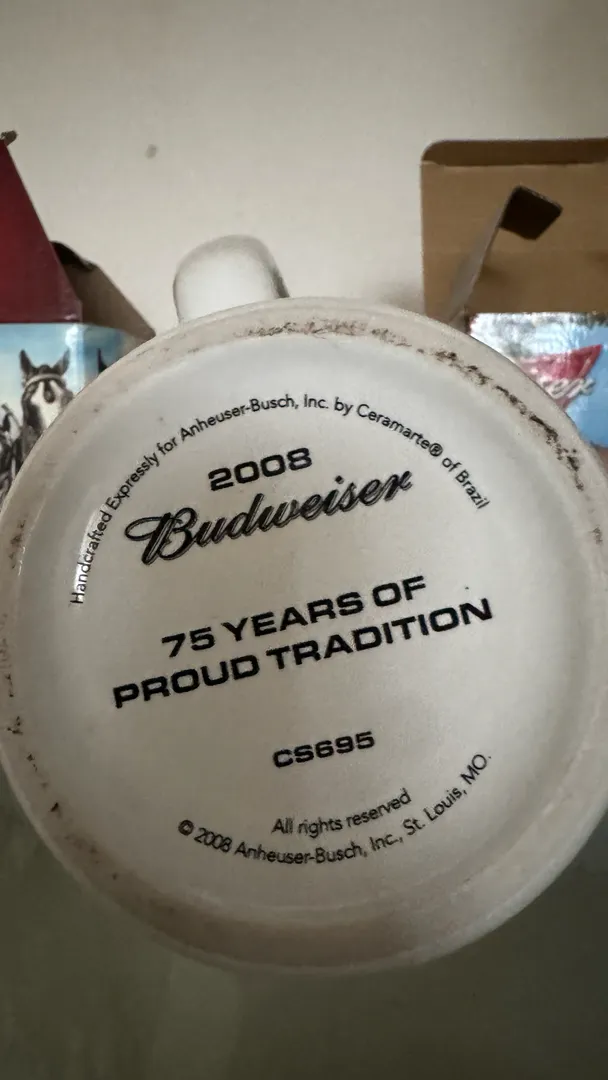 Handcrafted Expressly for Anheuser-Busch, Inc. by Ceramarte® of Brazil
2008
Budweiser
75 YEARS OF
PROUD TRADITION
CS695
All rights reserved
© 2008 Anheuser-Busch, Inc., St. Louis, MO.